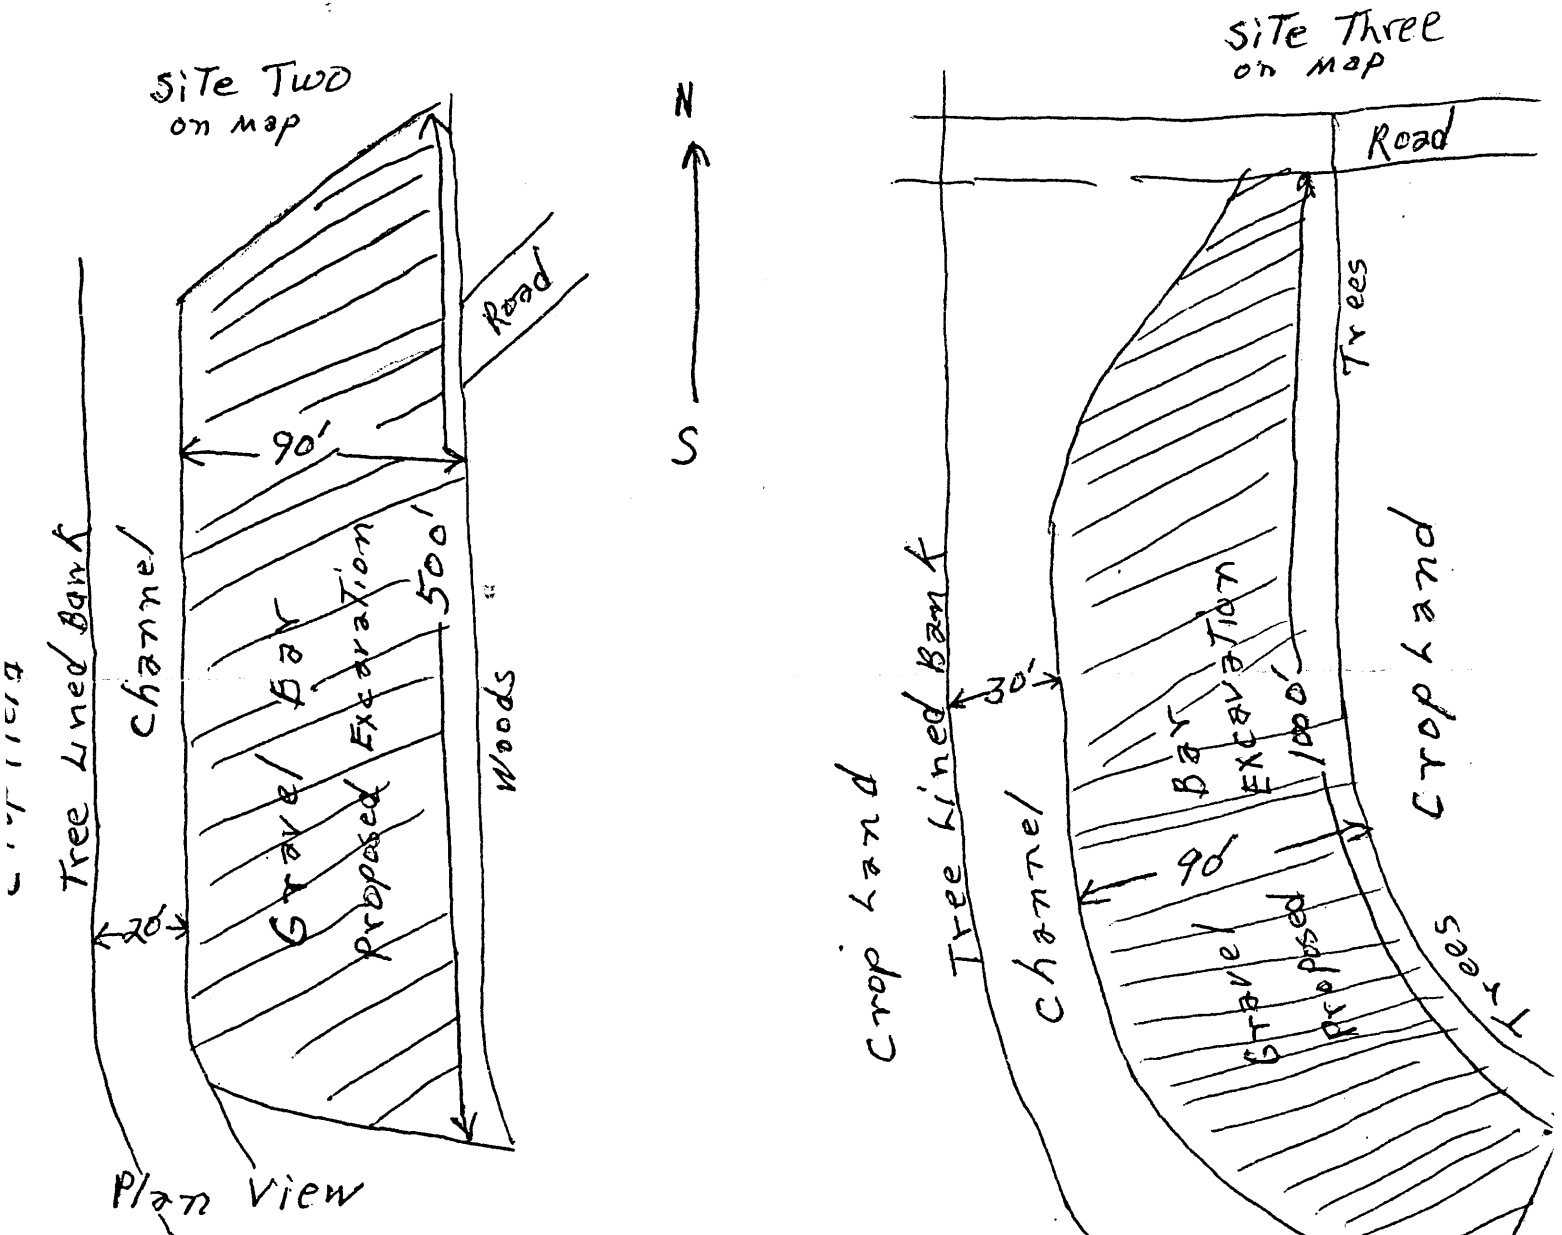 Site Two
on map
N
S
Road
90'
500'
20'
Tree Lined Bank
Channel
Gravel Bar
Proposed Excavation
Woods
Plan View
Site Three
on map
Road
Trees
30'
Crop Land
Tree Lined Bank
Channel
90'
Gravel Bar
Proposed Excavation
1000'
Crop Land
Trees